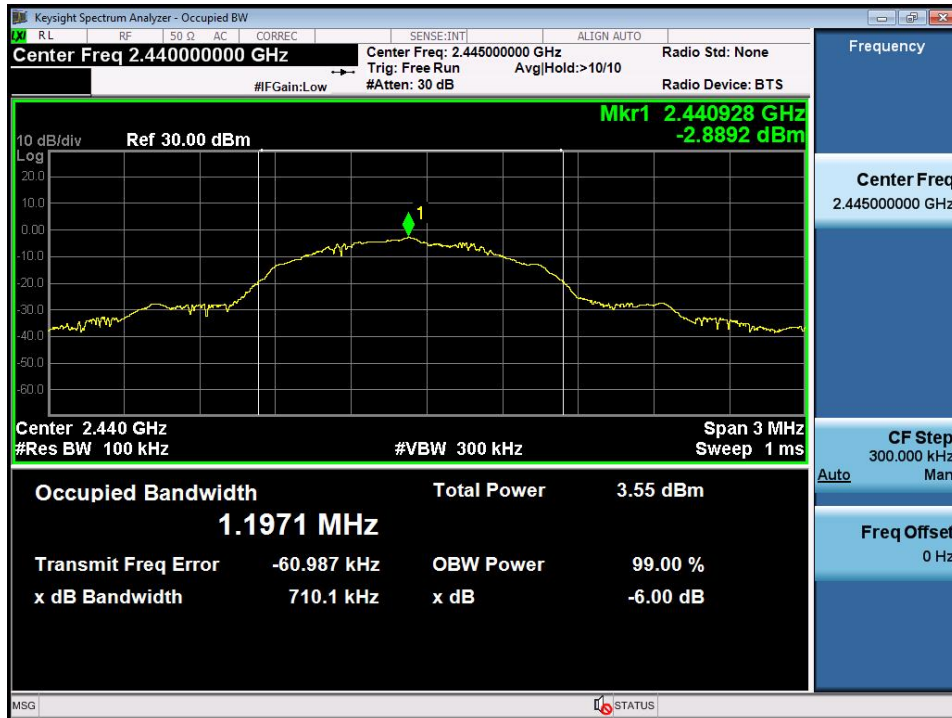 Keysight Spectrum Analyzer - Occupied BW
LXI RL RF 50 Ω AC CORREC SENSE:INT ALIGN AUTO
Center Freq 2.440000000 GHz
Center Freq: 2.445000000 GHz Radio Std: None
Trig: Free Run Avg|Hold:>10/10
#IFGain:Low #Atten: 30 dB Radio Device: BTS
Frequency
Mkr1 2.440928 GHz
-2.8892 dBm
10 dB/div Ref 30.00 dBm
Log
20.0
10.0
0.00
-10.0
-20.0
-30.0
-40.0
-50.0
-60.0
1
Center Freq
2.445000000 GHz
Center 2.440 GHz Span 3 MHz
#Res BW 100 kHz #VBW 300 kHz Sweep 1 ms
CF Step
300.000 kHz
Auto Man
Occupied Bandwidth Total Power 3.55 dBm
1.1971 MHz
Transmit Freq Error -60.987 kHz OBW Power 99.00 %
x dB Bandwidth 710.1 kHz x dB -6.00 dB
Freq Offset
0 Hz
MSG STATUS